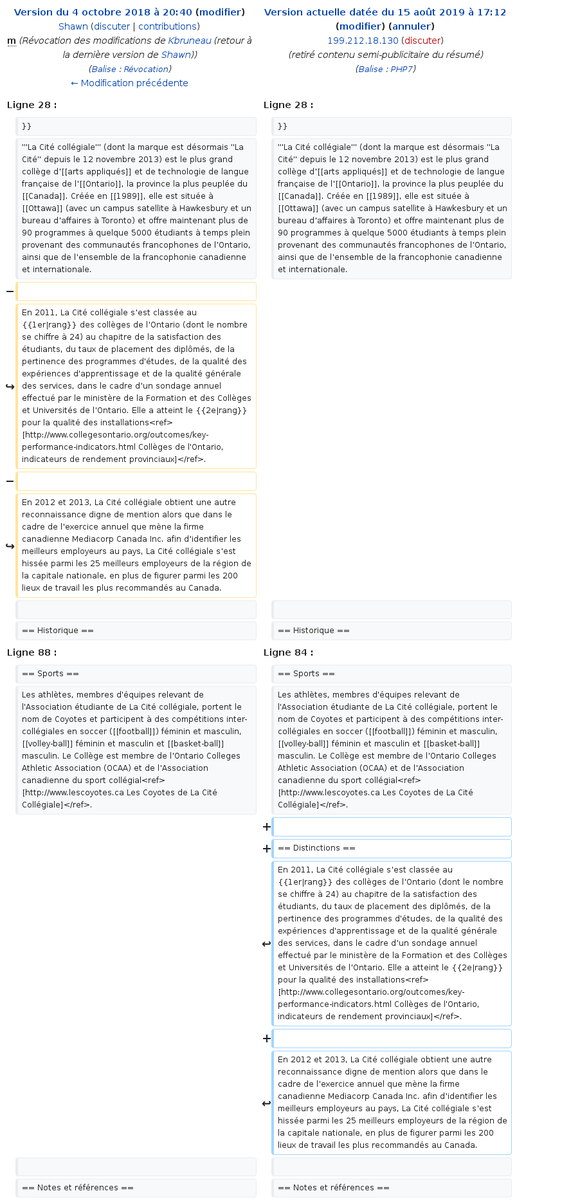 Version du 4 octobre 2018 à 20:40 (modifier)
Shawn (discuter | contributions)
m (Révocation des modifications de Kbruneau (retour à
la dernière version de Shawn))
(Balise : Révocation)
← Modification précédente
Version actuelle datée du 15 août 2019 à 17:12
(modifier) (annuler)
199.212.18.130 (discuter)
(retiré contenu semi-publicitaire du résumé)
(Balise : PHP7)
Ligne 28 :
Ligne 28 :
}}
}}
'''La Cité collégiale''' (dont la marque est désormais "La
Cité" depuis le 12 novembre 2013) est le plus grand
collège d'[[arts appliqués]] et de technologie de langue
française de l'[[Ontario]], la province la plus peuplée du
[[Canada]]. Créée en [[1989]], elle est située à
[[Ottawa]] (avec un campus satellite à Hawkesbury et un
bureau d'affaires à Toronto) et offre maintenant plus de
90 programmes à quelque 5000 étudiants à temps plein
provenant des communautés francophones de l'Ontario,
ainsi que de l'ensemble de la francophonie canadienne
et internationale.
'''La Cité collégiale''' (dont la marque est désormais "La
Cité" depuis le 12 novembre 2013) est le plus grand
collège d'[[arts appliqués]] et de technologie de langue
française de l'[[Ontario]], la province la plus peuplée du
[[Canada]]. Créée en [[1989]], elle est située à
[[Ottawa]] (avec un campus satellite à Hawkesbury et un
bureau d'affaires à Toronto) et offre maintenant plus de
90 programmes à quelque 5000 étudiants à temps plein
provenant des communautés francophones de l'Ontario,
ainsi que de l'ensemble de la francophonie canadienne
et internationale.
−
↪
En 2011, La Cité collégiale s'est classée au
{{1er|rang}} des collèges de l'Ontario (dont le nombre
se chiffre à 24) au chapitre de la satisfaction des
étudiants, du taux de placement des diplômés, de la
pertinence des programmes d'études, de la qualité des
expériences d'apprentissage et de la qualité générale
des services, dans le cadre d'un sondage annuel
effectué par le ministère de la Formation et des Collèges
et Universités de l'Ontario. Elle a atteint le {{2e|rang}}
pour la qualité des installations<ref>
[http://www.collegesontario.org/outcomes/key-
performance-indicators.html Collèges de l'Ontario,
indicateurs de rendement provinciaux]</ref>.
−
↪
En 2012 et 2013, La Cité collégiale obtient une autre
reconnaissance digne de mention alors que dans le
cadre de l'exercice annuel que mène la firme
canadienne Mediacorp Canada Inc. afin d'identifier les
meilleurs employeurs au pays, La Cité collégiale s'est
hissée parmi les 25 meilleurs employeurs de la région de
la capitale nationale, en plus de figurer parmi les 200
lieux de travail les plus recommandés au Canada.
== Historique ==
== Historique ==
Ligne 88 :
Ligne 84 :
== Sports ==
== Sports ==
Les athlètes, membres d'équipes relevant de
l'Association étudiante de La Cité collégiale, portent le
nom de Coyotes et participent à des compétitions inter-
collégiales en soccer ([[football]]) féminin et masculin,
[[volley-ball]] féminin et masculin et [[basket-ball]]
masculin. Le Collège est membre de l'Ontario Colleges
Athletic Association (OCAA) et de l'Association
canadienne du sport collégial<ref>
[http://www.lescoyotes.ca Les Coyotes de La Cité
Collégiale]</ref>.
Les athlètes, membres d'équipes relevant de
l'Association étudiante de La Cité collégiale, portent le
nom de Coyotes et participent à des compétitions inter-
collégiales en soccer ([[football]]) féminin et masculin,
[[volley-ball]] féminin et masculin et [[basket-ball]]
masculin. Le Collège est membre de l'Ontario Colleges
Athletic Association (OCAA) et de l'Association
canadienne du sport collégial<ref>
[http://www.lescoyotes.ca Les Coyotes de La Cité
Collégiale]</ref>.
+
+
== Distinctions ==
↩
En 2011, La Cité collégiale s'est classée au
{{1er|rang}} des collèges de l'Ontario (dont le nombre
se chiffre à 24) au chapitre de la satisfaction des
étudiants, du taux de placement des diplômés, de la
pertinence des programmes d'études, de la qualité des
expériences d'apprentissage et de la qualité générale
des services, dans le cadre d'un sondage annuel
effectué par le ministère de la Formation et des Collèges
et Universités de l'Ontario. Elle a atteint le {{2e|rang}}
pour la qualité des installations<ref>
[http://www.collegesontario.org/outcomes/key-
performance-indicators.html Collèges de l'Ontario,
indicateurs de rendement provinciaux]</ref>.
+
↩
En 2012 et 2013, La Cité collégiale obtient une autre
reconnaissance digne de mention alors que dans le
cadre de l'exercice annuel que mène la firme
canadienne Mediacorp Canada Inc. afin d'identifier les
meilleurs employeurs au pays, La Cité collégiale s'est
hissée parmi les 25 meilleurs employeurs de la région de
la capitale nationale, en plus de figurer parmi les 200
lieux de travail les plus recommandés au Canada.
== Notes et références ==
== Notes et références ==